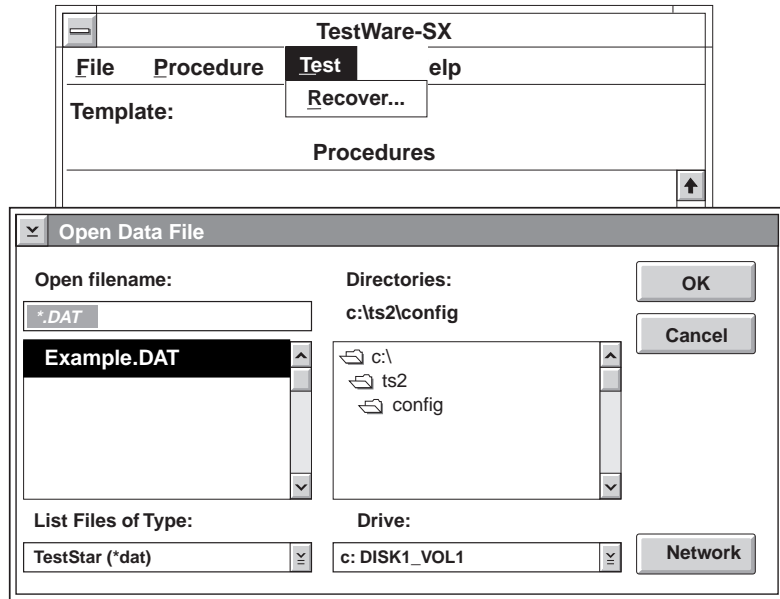 TestWare-SX
File Procedure Test elp
Recover...
Template:
Procedures
Open Data File
Open filename:
*.DAT
Example.DAT
Directories:
c:\ts2\config
c:\
ts2
config
OK
Cancel
List Files of Type:
TestStar (*dat)
Drive:
c: DISK1_VOL1
Network